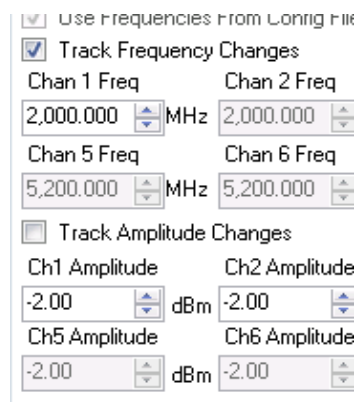 Use Frequencies From Config File
Track Frequency Changes
Chan 1 Freq Chan 2 Freq
2,000.000 MHz 2,000.000
Chan 5 Freq Chan 6 Freq
5,200.000 MHz 5,200.000
Track Amplitude Changes
Ch1 Amplitude Ch2 Amplitude
-2.00 dBm -2.00
Ch5 Amplitude Ch6 Amplitude
-2.00 dBm -2.00